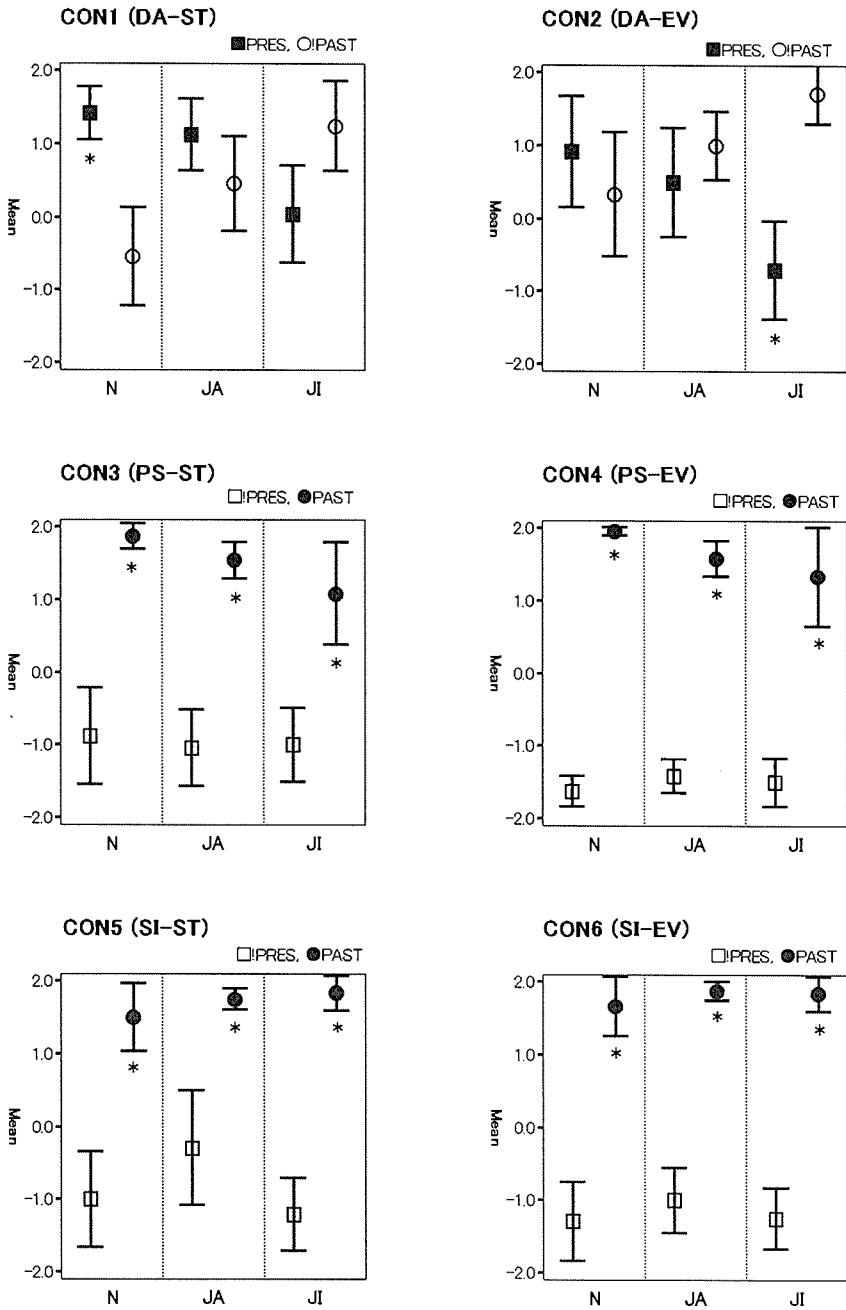 CON1 (DA-ST)
■PRES, ○!PAST
2.0
1.0
0.0
-1.0
-2.0
Mean
*
N JA JI
CON2 (DA-EV)
■PRES, ○!PAST
2.0
1.0
0.0
-1.0
-2.0
Mean
*
N JA JI
CON3 (PS-ST)
□!PRES, ●PAST
2.0
1.0
0.0
-1.0
-2.0
Mean
*
*
*
N JA JI
CON4 (PS-EV)
□!PRES, ●PAST
2.0
1.0
0.0
-1.0
-2.0
Mean
*
*
*
N JA JI
CON5 (SI-ST)
□!PRES, ●PAST
2.0
1.0
0.0
-1.0
-2.0
Mean
*
*
*
N JA JI
CON6 (SI-EV)
□!PRES, ●PAST
2.0
1.0
0.0
-1.0
-2.0
Mean
*
*
*
N JA JI